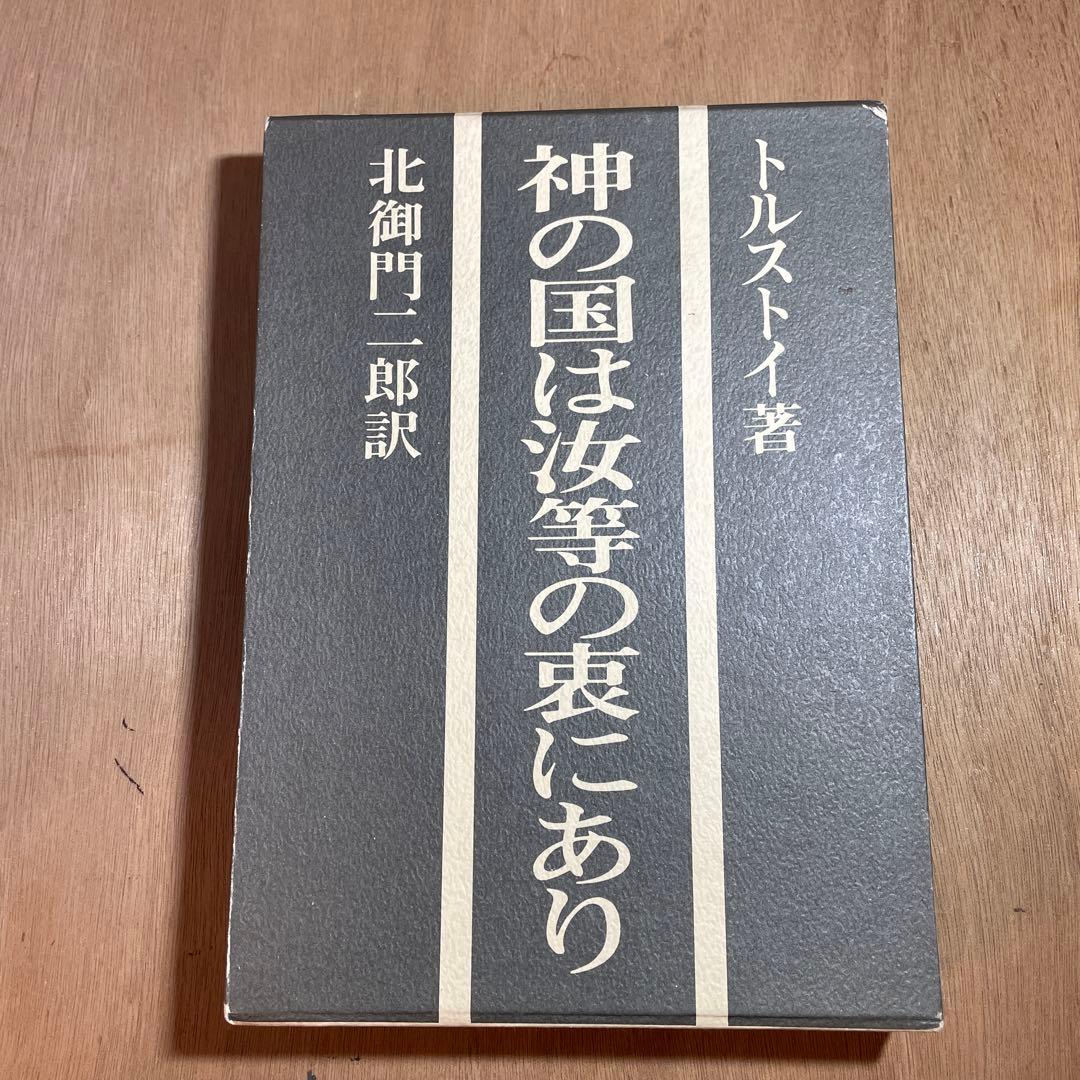 トルストイ著
神の国は汝等の衷にあり
北御門二郎訳